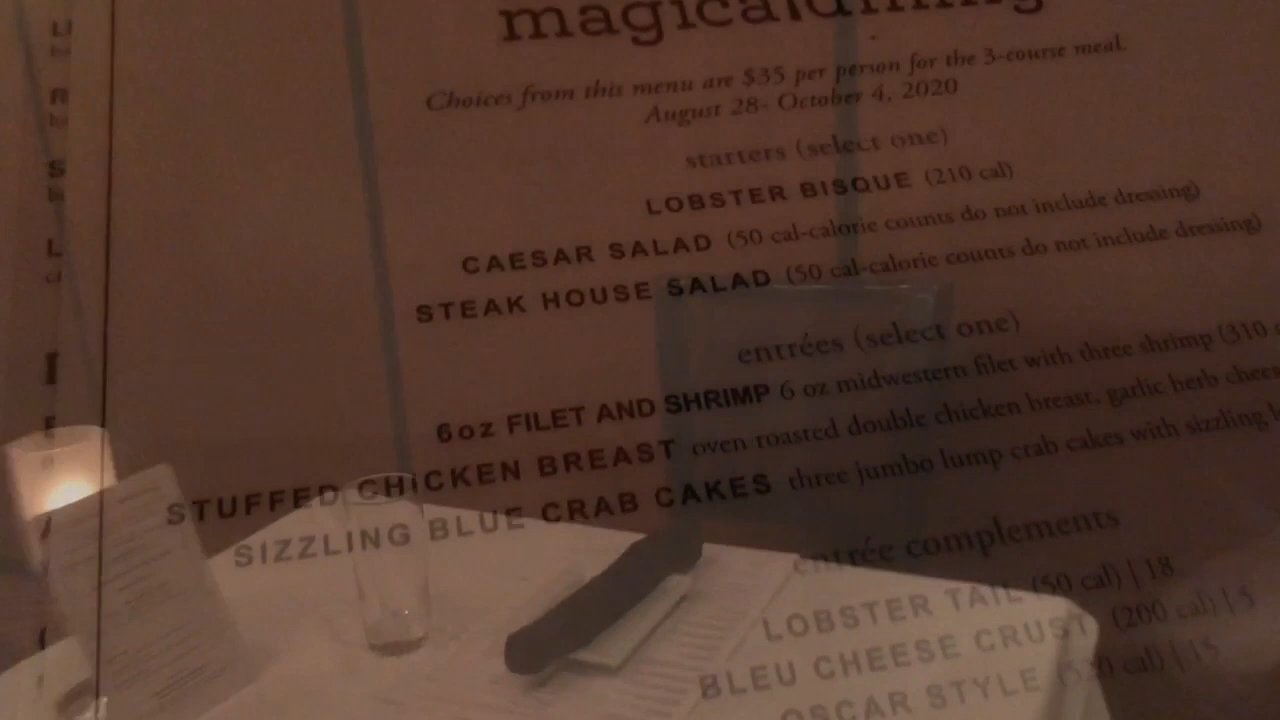 magicaldining
Choices from this menu are $35 per person for the 3-course meal.
August 28- October 4, 2020
starters (select one)
LOBSTER BISQUE (210 cal)
CAESAR SALAD (50 cal-calorie counts do not include dressing)
STEAK HOUSE SALAD (50 cal-calorie counts do not include dressing)
entrées (select one)
6oz FILET AND SHRIMP 6 oz midwestern filet with three shrimp (310
STUFFED CHICKEN BREAST oven roasted double chicken breast, garlic herb chee
SIZZLING BLUE CRAB CAKES three jumbo lump crab cakes with sizzling
entrée complements
LOBSTER TAIL (50 cal) | 18
BLEU CHEESE CRUST (200 cal) | 5
OSCAR STYLE cal) | 15